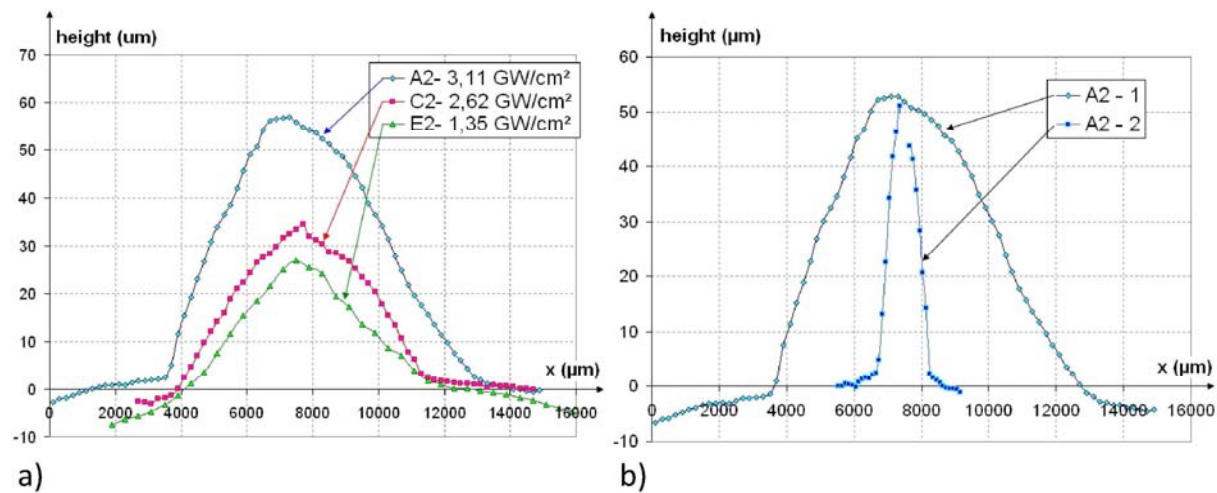 height (um)
70
60
50
40
30
20
10
0
-10
0 2000 4000 6000 8000 10000 12000 14000 16000
x (µm)
A2- 3,11 GW/cm²
C2- 2,62 GW/cm²
E2- 1,35 GW/cm²
a)
height (µm)
60
50
40
30
20
10
0
-10
0 2000 4000 6000 8000 10000 12000 14000 16000
x (µm)
A2 - 1
A2 - 2
b)